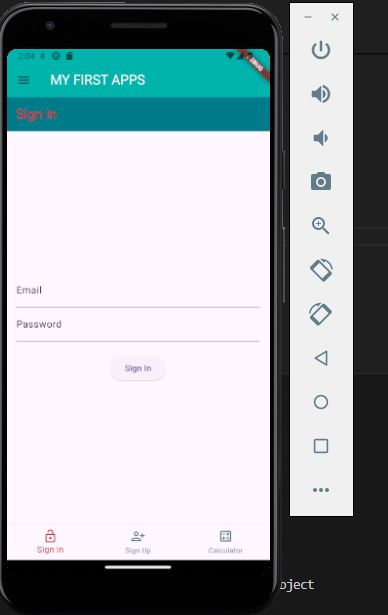 2:04
DEBUG
MY FIRST APPS
Sign In
Email
Password
Sign In
Sign In Sign Up Calculator
oject